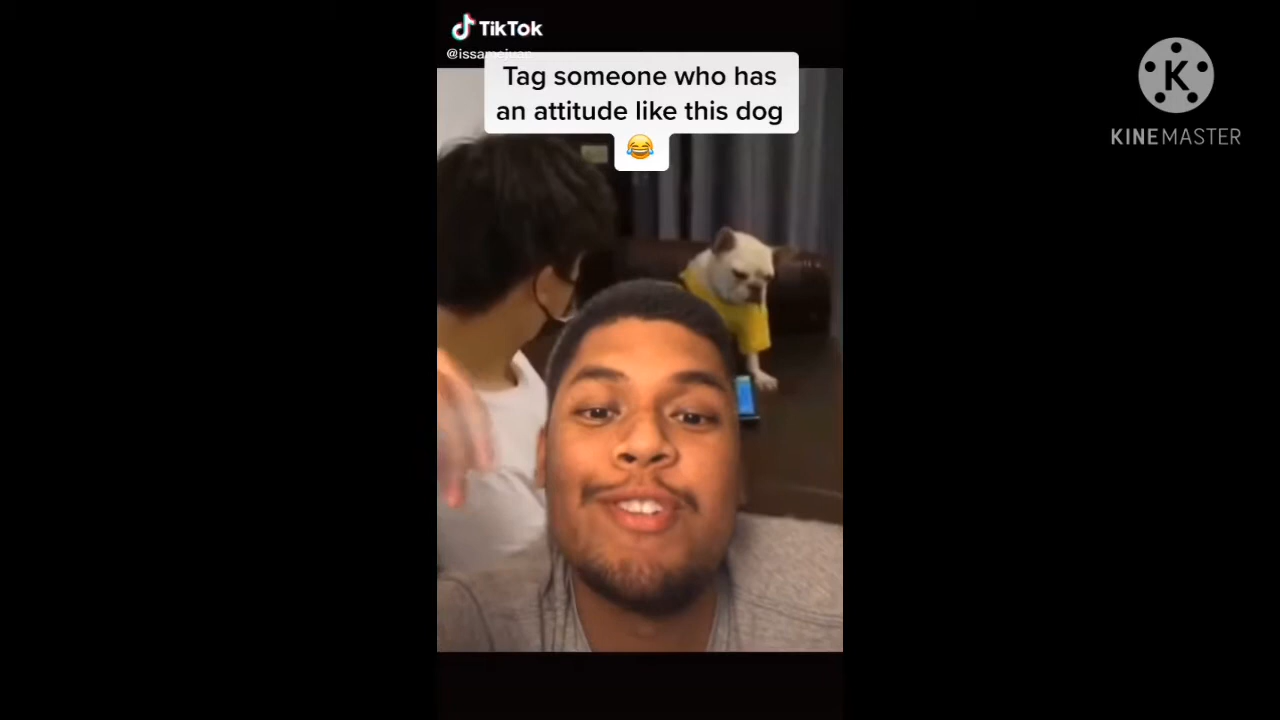 TikTok
Tag someone who has
an attitude like this dog
😂
K
KINEMASTER